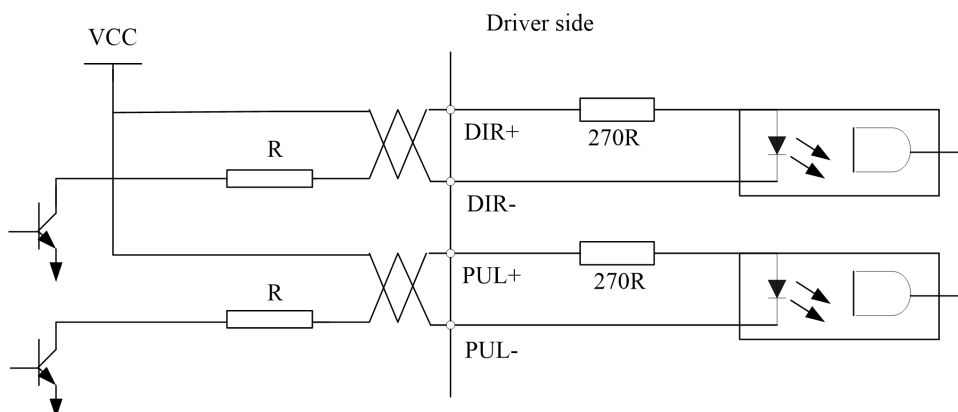 Driver side
VCC
DIR+
270R
R
DIR-
PUL+
270R
R
PUL-